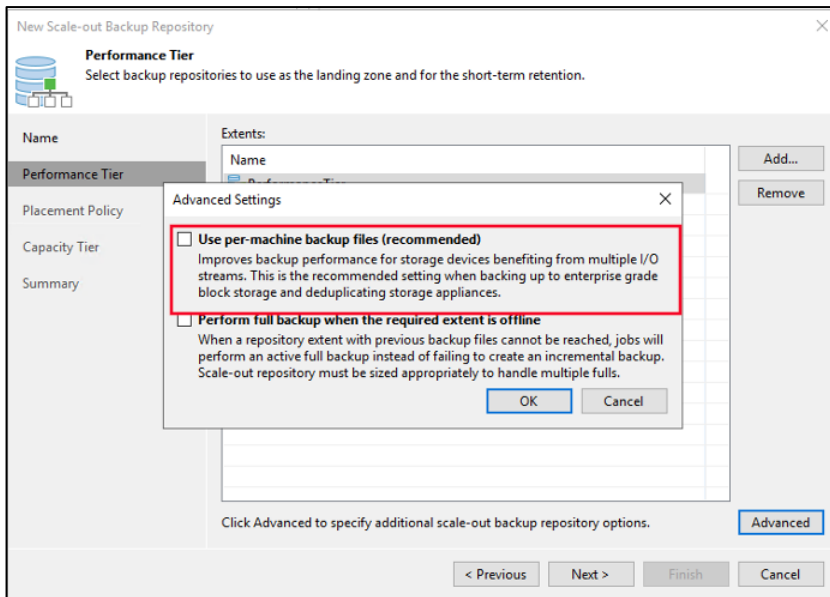 New Scale-out Backup Repository
Performance Tier
Select backup repositories to use as the landing zone and for the short-term retention.
Name
Performance Tier
Placement Policy
Capacity Tier
Summary
Extents:
Name
Add...
Remove
Advanced Settings
Use per-machine backup files (recommended)
Improves backup performance for storage devices benefiting from multiple I/O
streams. This is the recommended setting when backing up to enterprise grade
block storage and deduplicating storage appliances.
Perform full backup when the required extent is offline
When a repository extent with previous backup files cannot be reached, jobs will
perform an active full backup instead of failing to create an incremental backup.
Scale-out repository must be sized appropriately to handle multiple fulls.
OK
Cancel
Click Advanced to specify additional scale-out backup repository options.
Advanced
< Previous
Next >
Finish
Cancel